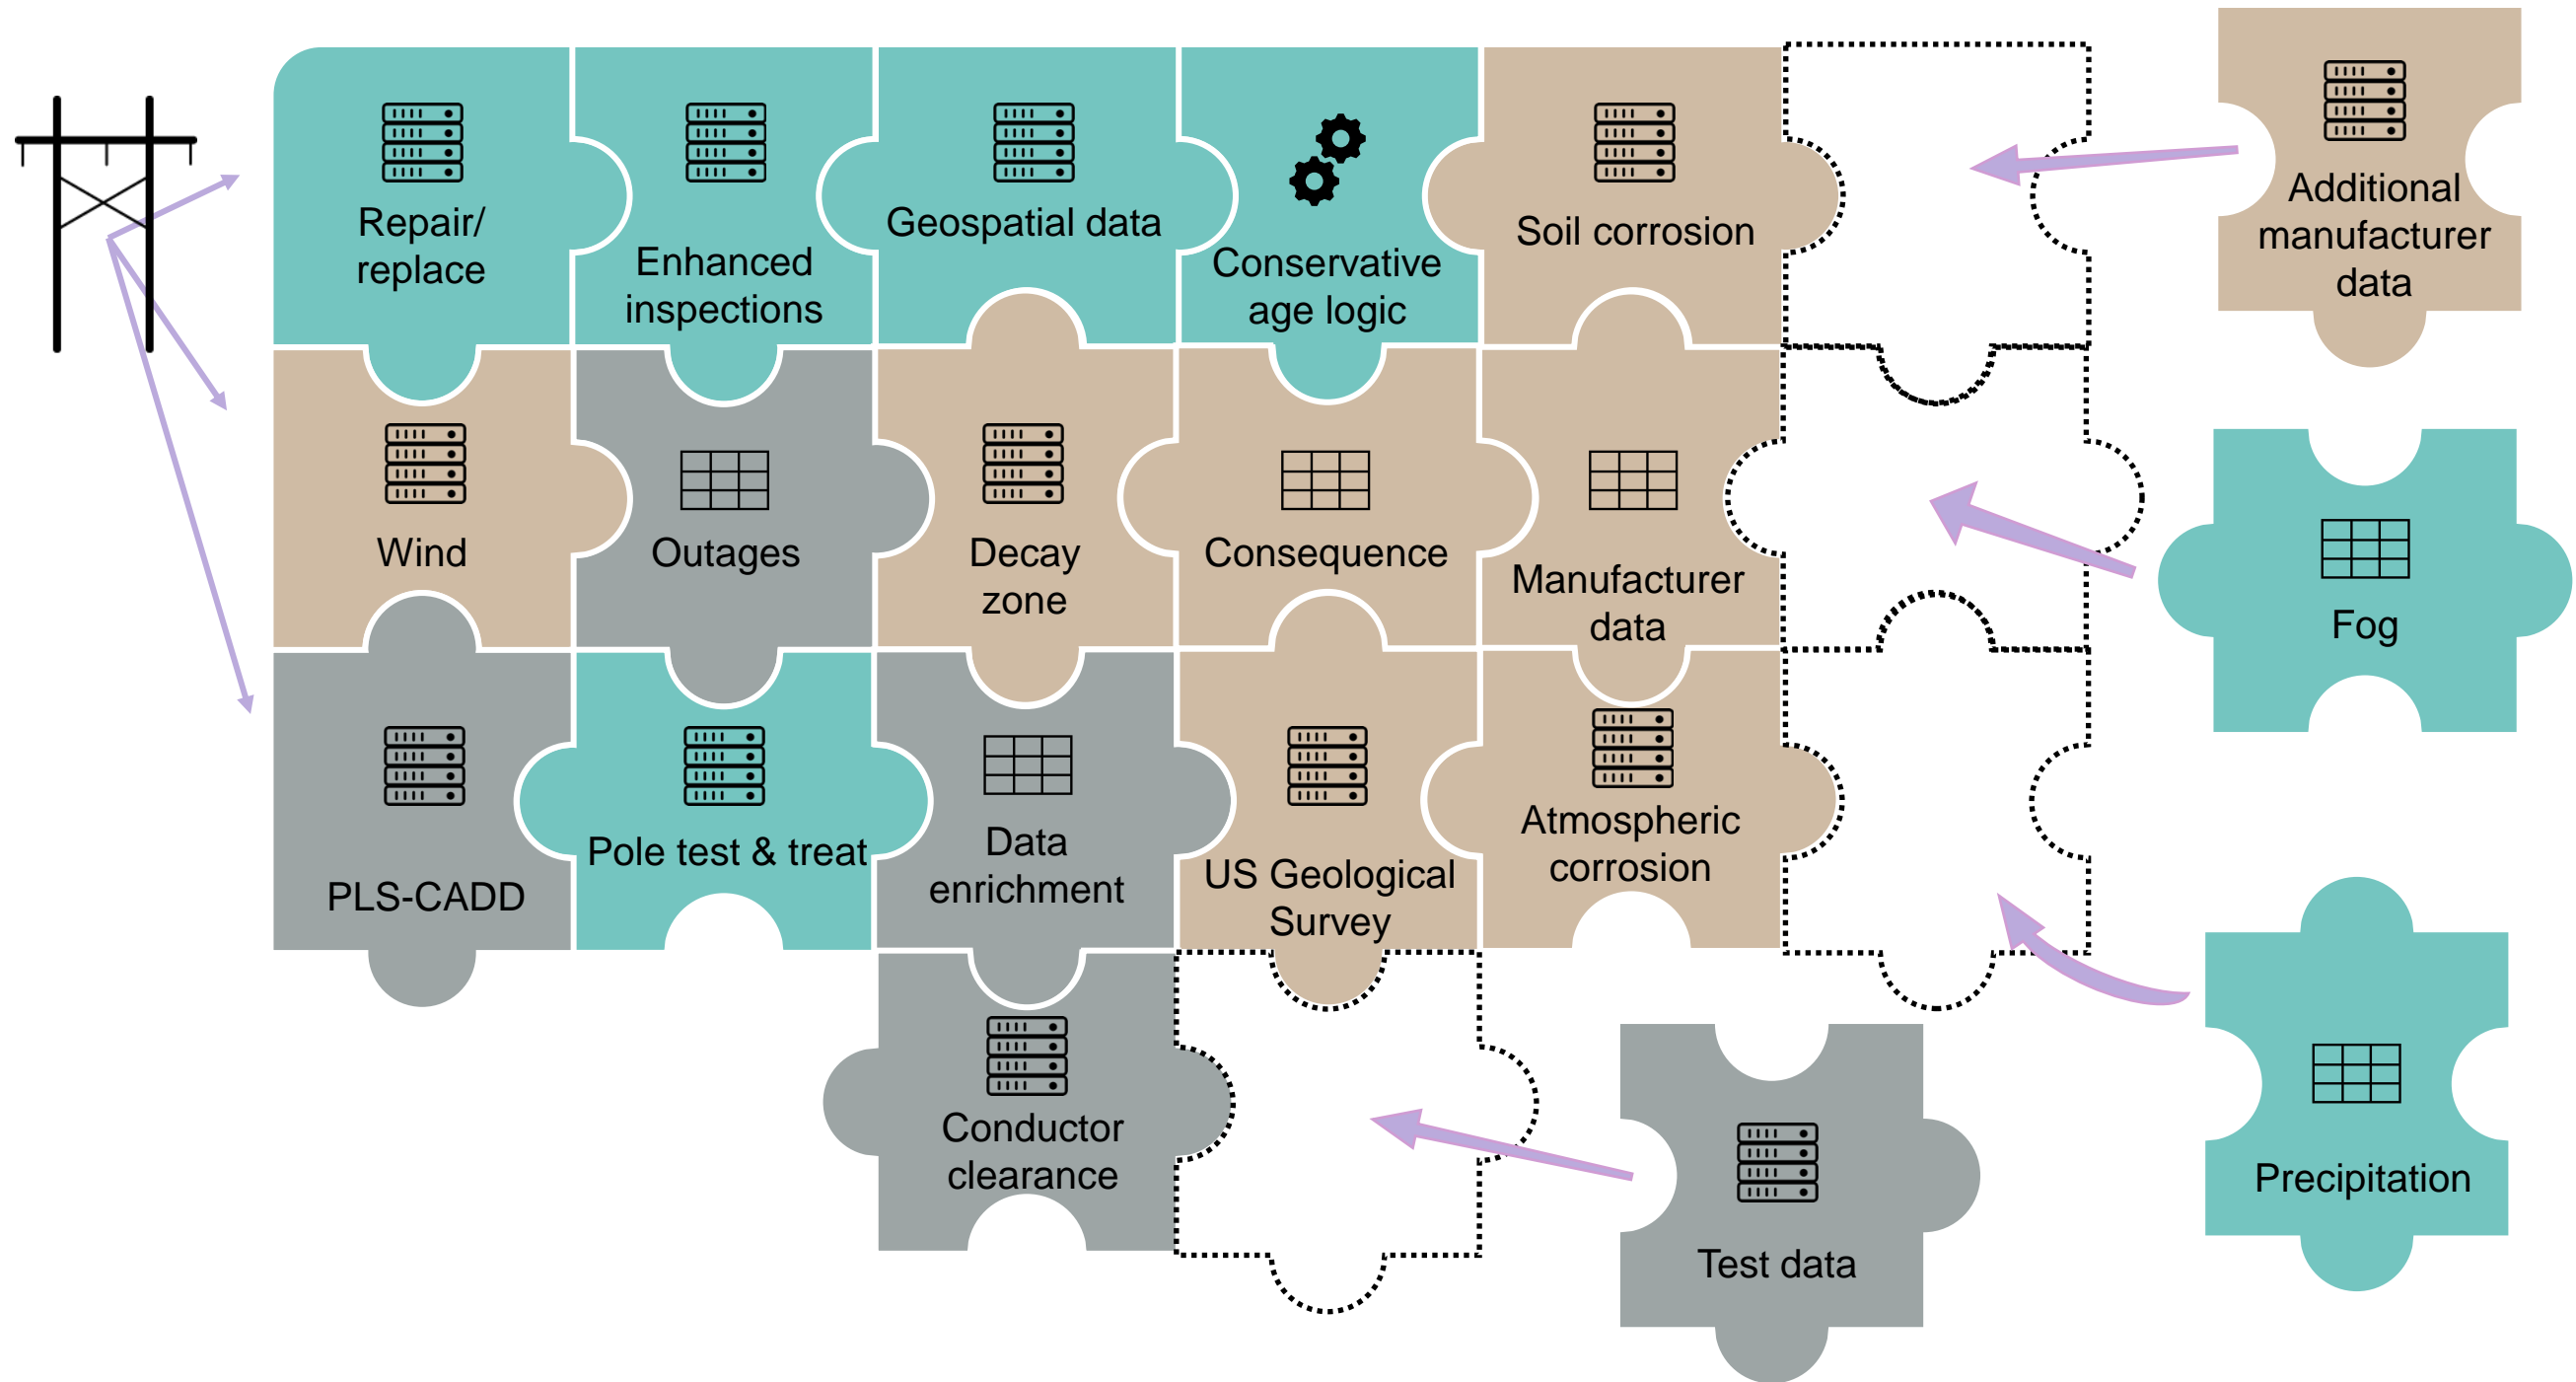 Repair/
replace
Enhanced
inspections
Geospatial data
Conservative
age logic
Soil corrosion
Additional
manufacturer
data
Wind
Outages
Decay
zone
Consequence
Manufacturer
data
Fog
PLS-CADD
Pole test & treat
Data
enrichment
US Geological
Survey
Atmospheric
corrosion
Conductor
clearance
Test data
Precipitation